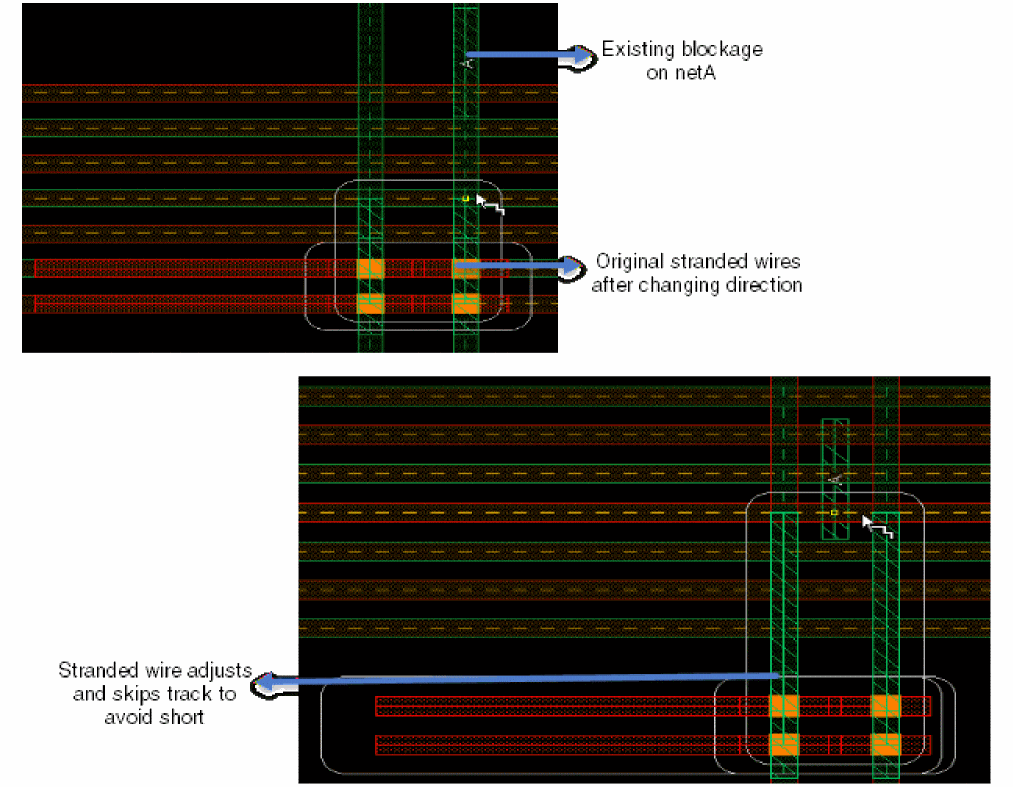 Existing blockage
on netA
A
Original stranded wires
after changing direction
A
Stranded wire adjusts
and skips track to
avoid short